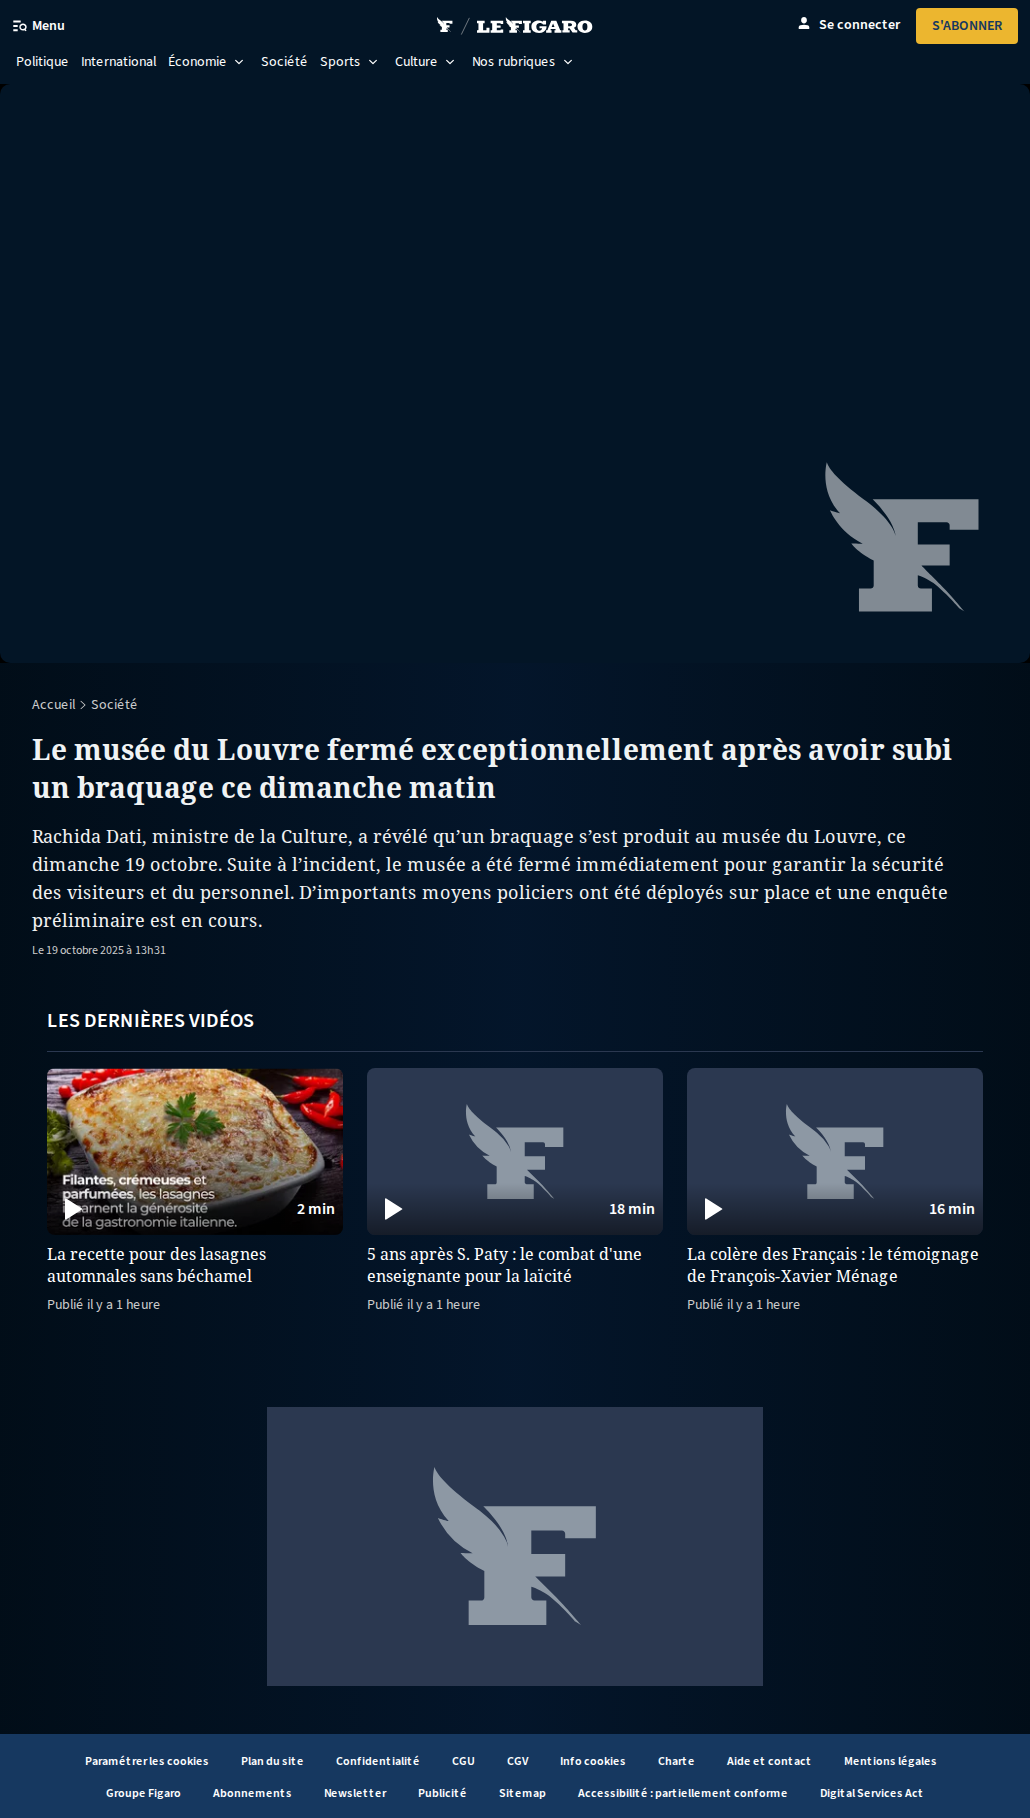 Menu
LE FIGARO
Se connecter
S'ABONNER
Politique International Économie Société Sports Culture Nos rubriques
Accueil Société
Le musée du Louvre fermé exceptionnellement après avoir subi
un braquage ce dimanche matin
Rachida Dati, ministre de la Culture, a révélé qu’un braquage s’est produit au musée du Louvre, ce
dimanche 19 octobre. Suite à l’incident, le musée a été fermé immédiatement pour garantir la sécurité
des visiteurs et du personnel. D’importants moyens policiers ont été déployés sur place et une enquête
préliminaire est en cours.
Le 19 octobre 2025 à 13h31
LES DERNIÈRES VIDÉOS
Filantes, crémeuses et
parfumées, les lasagnes
incarnent la générosité
de la gastronomie italienne.
2 min
La recette pour des lasagnes
automnales sans béchamel
Publié il y a 1 heure
18 min
5 ans après S. Paty : le combat d'une
enseignante pour la laïcité
Publié il y a 1 heure
16 min
La colère des Français : le témoignage
de François-Xavier Ménage
Publié il y a 1 heure
Paramétrer les cookies Plan du site Confidentialité CGU CGV Info cookies Charte Aide et contact Mentions légales
Groupe Figaro Abonnements Newsletter Publicité Sitemap Accessibilité : partiellement conforme Digital Services Act